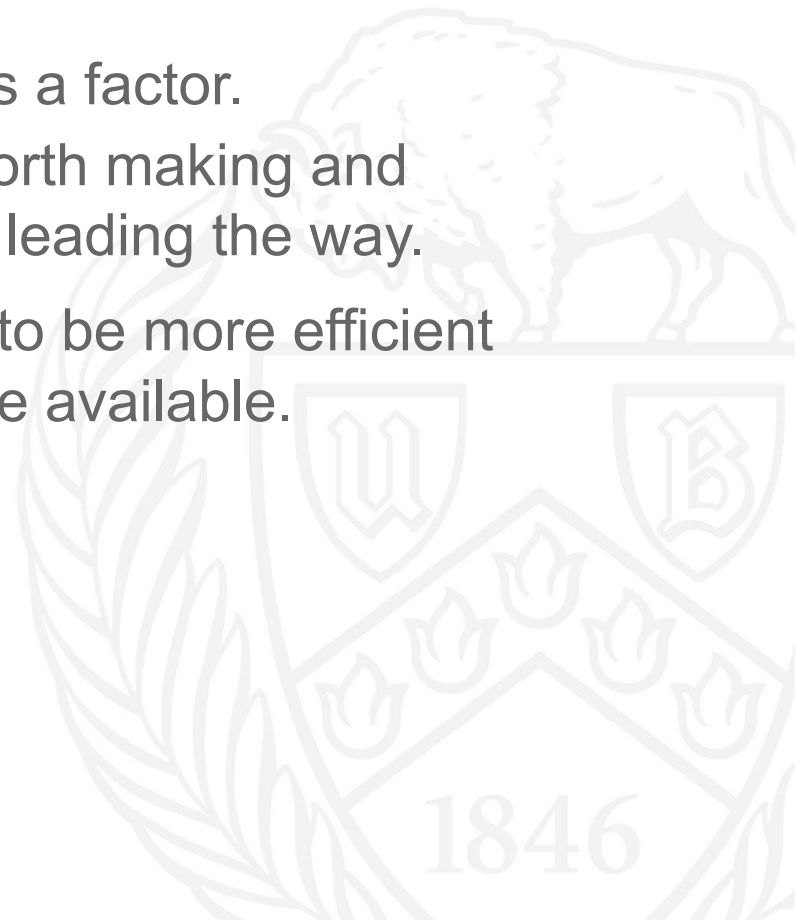 s a factor.
orth making and
leading the way.
to be more efficient
e available.
U B
1846